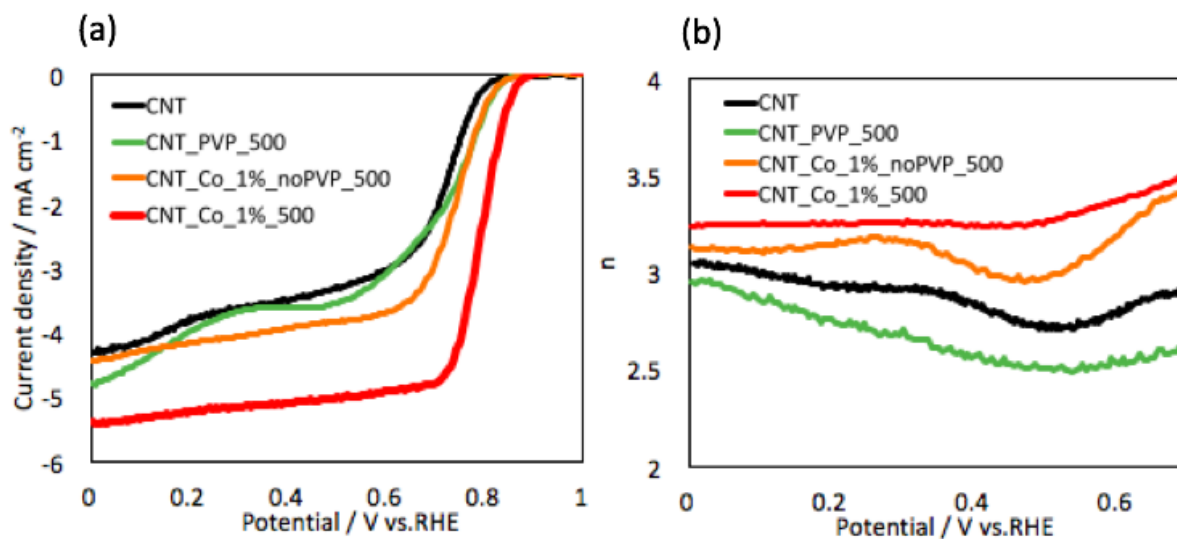 (a)
0
-1
-2
-3
-4
-5
-6
Current density / mA cm⁻²
CNT
CNT_PVP_500
CNT_Co_1%_noPVP_500
CNT_Co_1%_500
0 0.2 0.4 0.6 0.8 1
Potential / V vs.RHE
(b)
4
3.5
3
2.5
2
n
CNT
CNT_PVP_500
CNT_Co_1%_noPVP_500
CNT_Co_1%_500
0 0.2 0.4 0.6
Potential / V vs.RHE